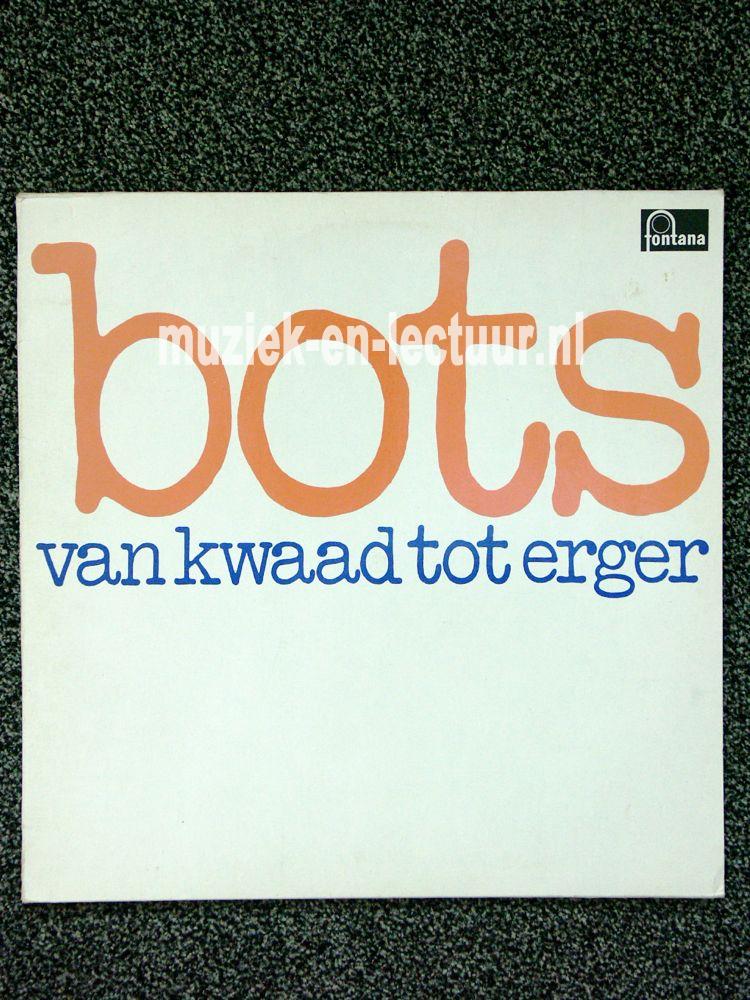 fontana
bots
muziek-en-lectuur.nl
van kwaad tot erger